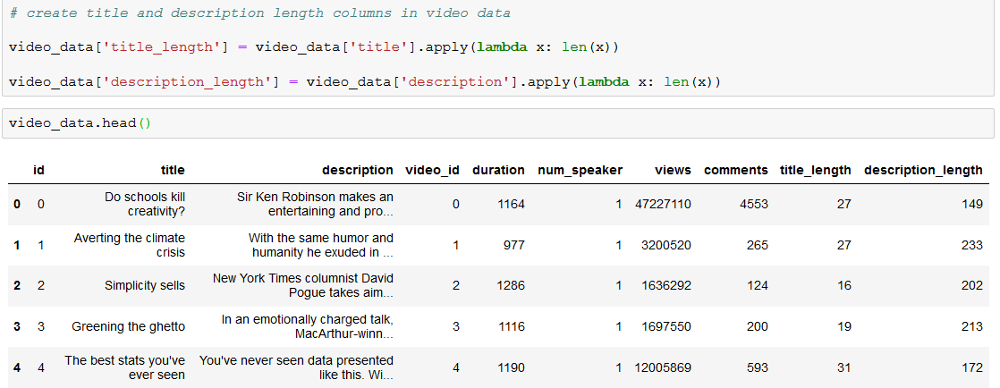 # create title and description length columns in video data
video_data['title_length'] = video_data['title'].apply(lambda x: len(x))
video_data['description_length'] = video_data['description'].apply(lambda x: len(x))
video_data.head()
id title description video_id duration num_speaker views comments title_length description_length
0 0 Do schools kill creativity? Sir Ken Robinson makes an entertaining and pro... 0 1164 1 47227110 4553 27 149
1 1 Averting the climate crisis With the same humor and humanity he exuded in ... 1 977 1 3200520 265 27 233
2 2 Simplicity sells New York Times columnist David Pogue takes aim... 2 1286 1 1636292 124 16 202
3 3 Greening the ghetto In an emotionally charged talk, MacArthur-winn... 3 1116 1 1697550 200 19 213
4 4 The best stats you've ever seen You've never seen data presented like this. Wi... 4 1190 1 12005869 593 31 172